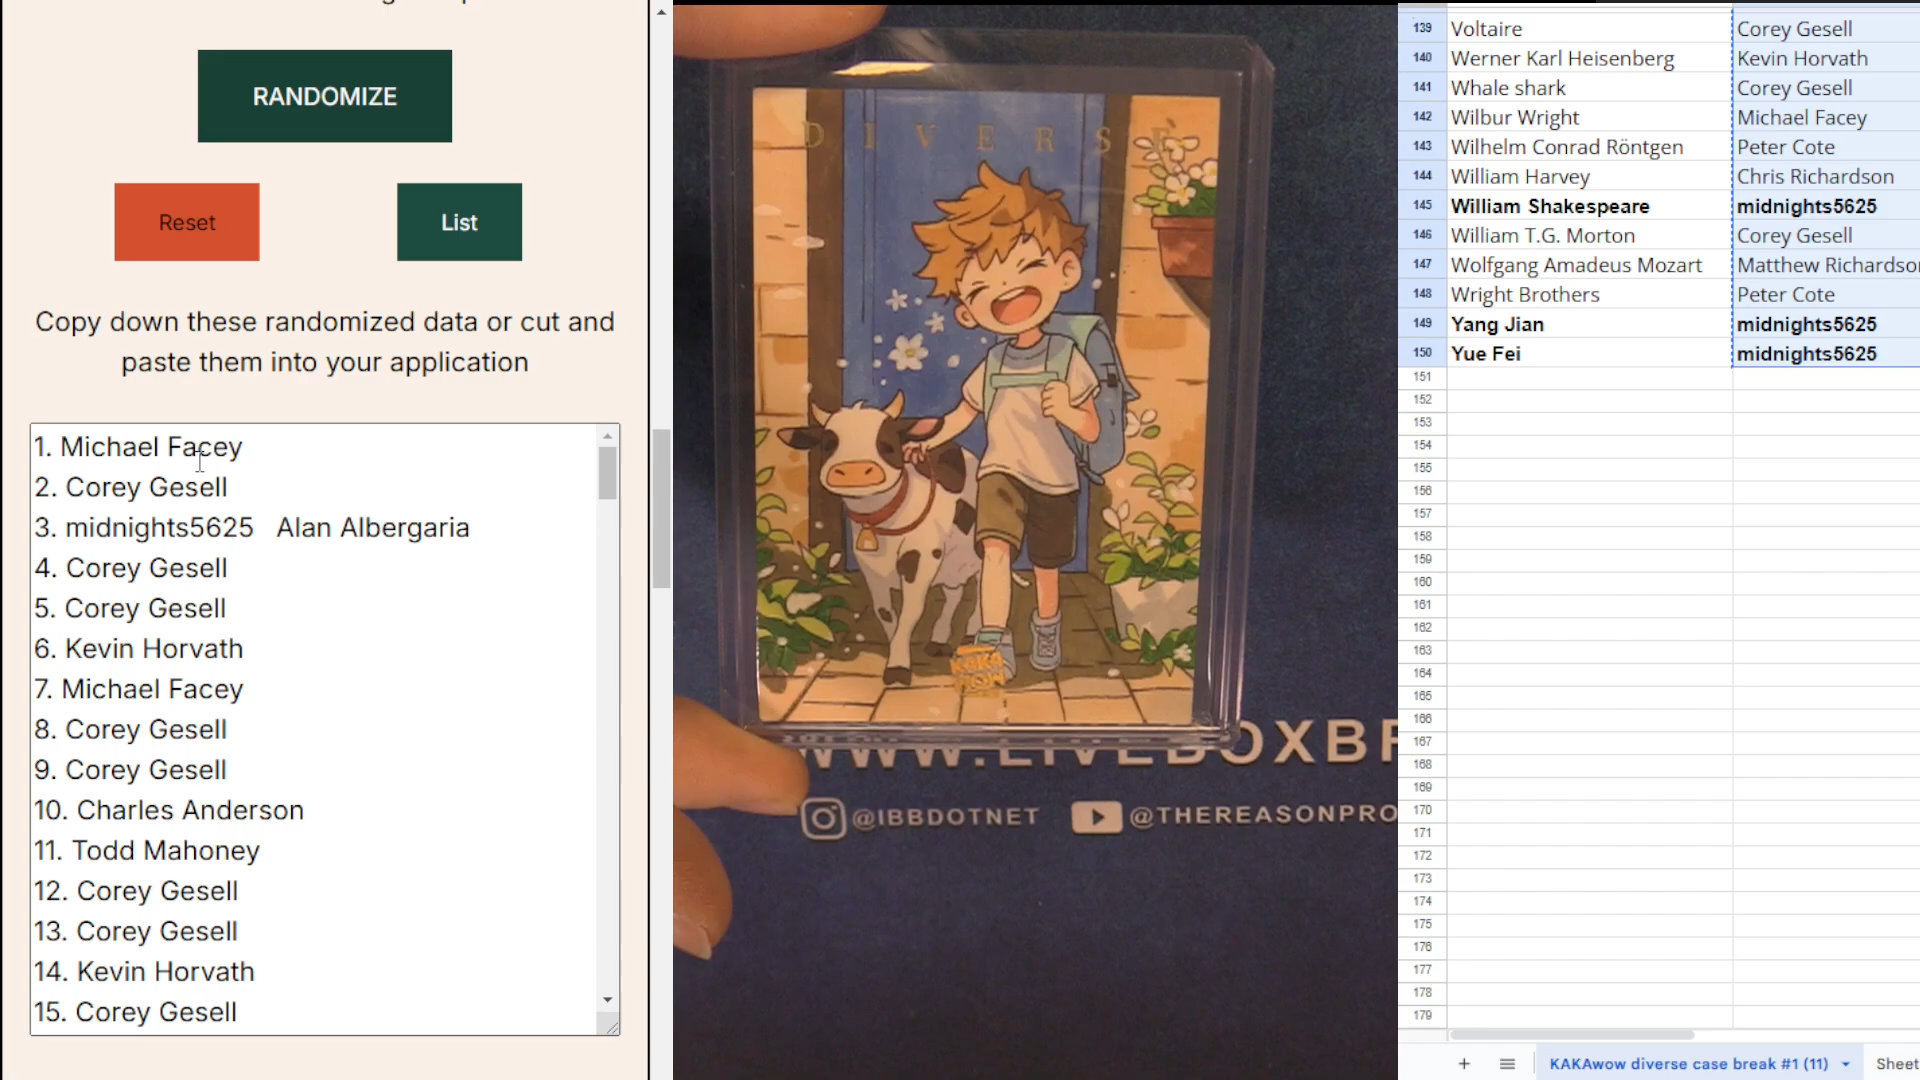 RANDOMIZE
Reset
List
Copy down these randomized data or cut and
paste them into your application
1. Michael Facey
2. Corey Gesell
3. midnights5625 Alan Albergaria
4. Corey Gesell
5. Corey Gesell
6. Kevin Horvath
7. Michael Facey
8. Corey Gesell
9. Corey Gesell
10. Charles Anderson
11. Todd Mahoney
12. Corey Gesell
13. Corey Gesell
14. Kevin Horvath
15. Corey Gesell
DIVERSE
KAKA
WOW
@IBBDOTNET
@THEREASONPRO
139 Voltaire Corey Gesell
140 Werner Karl Heisenberg Kevin Horvath
141 Whale shark Corey Gesell
142 Wilbur Wright Michael Facey
143 Wilhelm Conrad Röntgen Peter Cote
144 William Harvey Chris Richardson
145 William Shakespeare midnights5625
146 William T.G. Morton Corey Gesell
147 Wolfgang Amadeus Mozart Matthew Richardso
148 Wright Brothers Peter Cote
149 Yang Jian midnights5625
150 Yue Fei midnights5625
151
152
153
154
155
156
157
158
159
160
161
162
163
164
165
166
167
168
169
170
171
172
173
174
175
176
177
178
179
KAKAwow diverse case break #1 (11)
Sheet